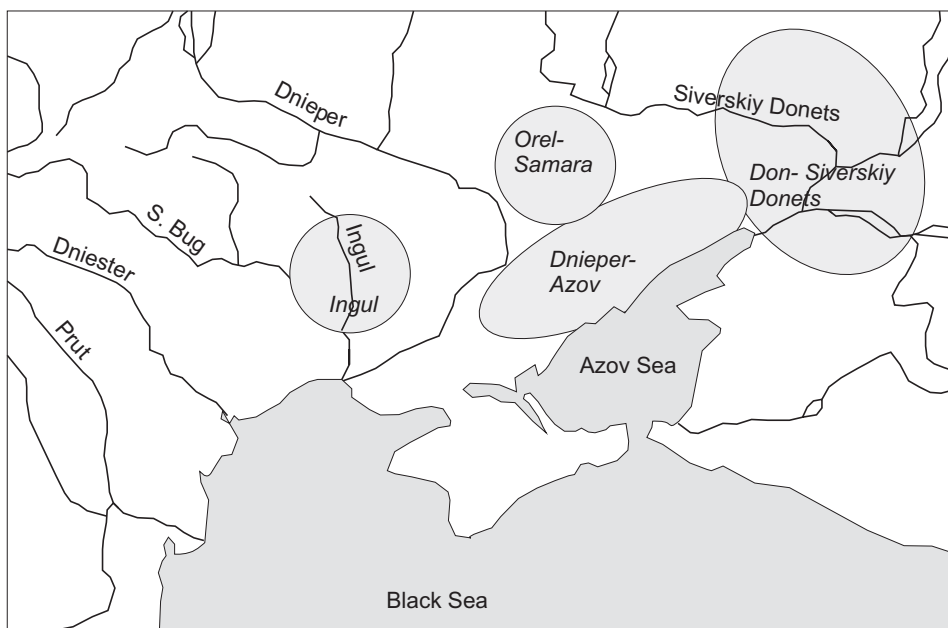 Dnieper
Siverskiy Donets
Orel-
Samara
Don- Siverskiy
Donets
S. Bug
Ingul
Dniester
Dnieper-
Azov
Ingul
Prut
Azov Sea
Black Sea